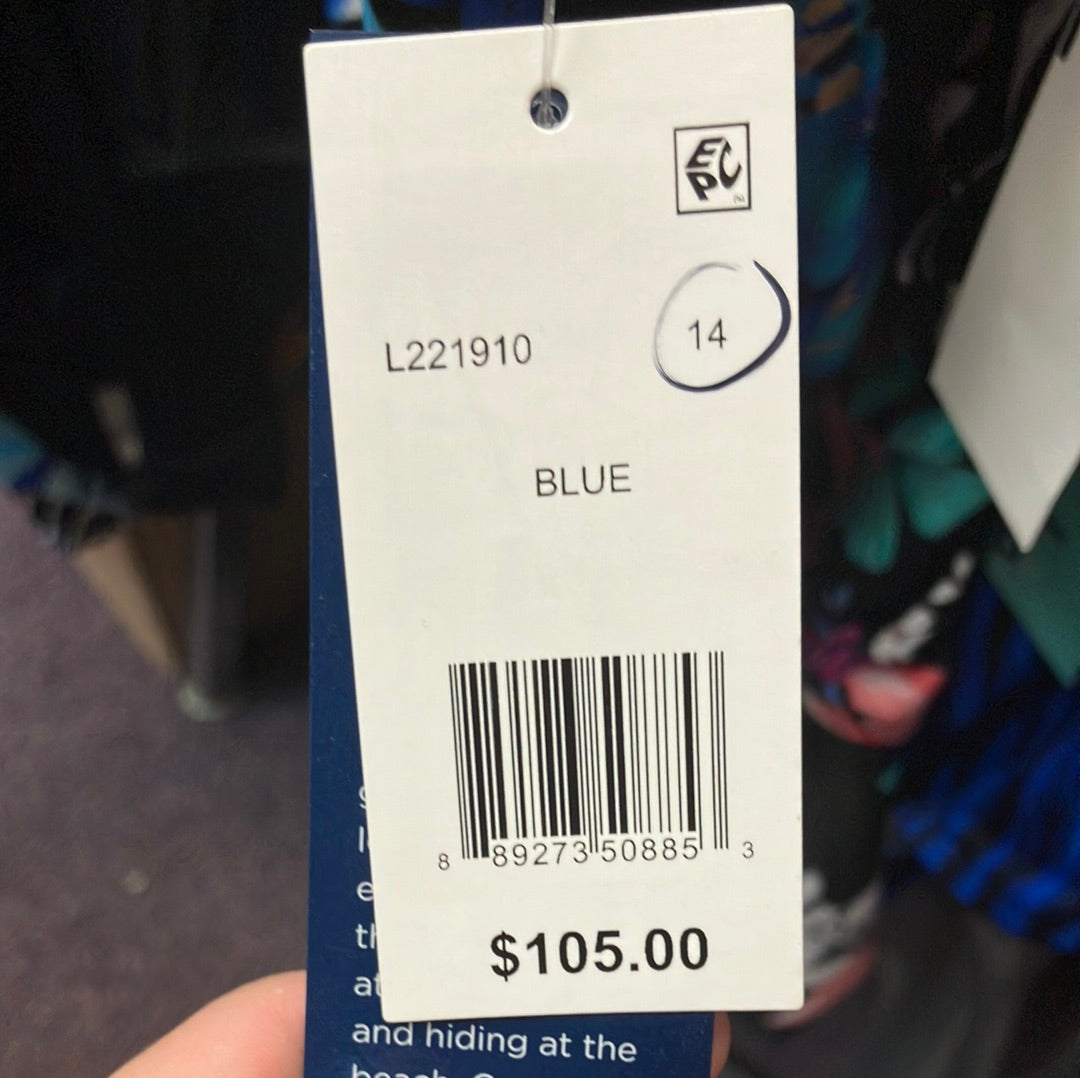 EPC
L221910
14
BLUE
8 89273 50885 3
$105.00
and hiding at the